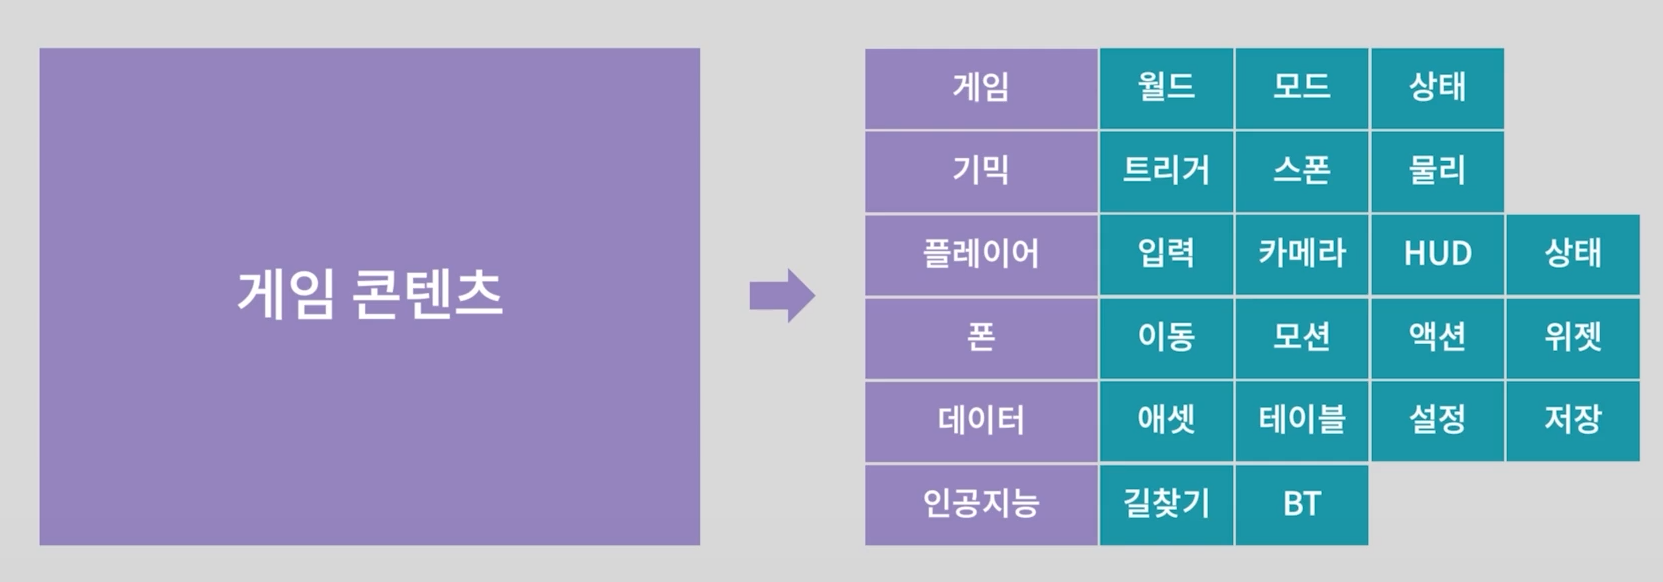 게임 콘텐츠
게임 월드 모드 상태
기믹 트리거 스폰 물리
플레이어 입력 카메라 HUD 상태
폰 이동 모션 액션 위젯
데이터 애셋 테이블 설정 저장
인공지능 길찾기 BT